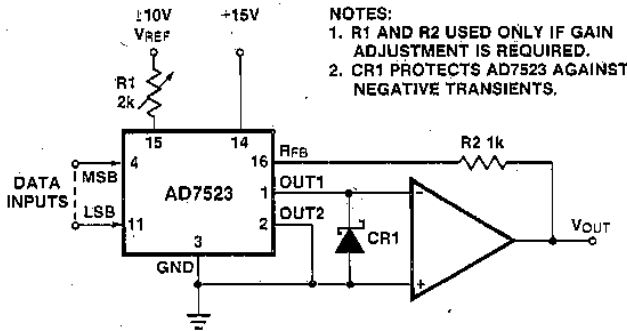 ±10V
VREF
+15V
NOTES:
1. R1 AND R2 USED ONLY IF GAIN
ADJUSTMENT IS REQUIRED.
2. CR1 PROTECTS AD7523 AGAINST
NEGATIVE TRANSIENTS.
R1
2k
R2 1k
15
14
16
RFB
DATA
INPUTS
MSB
4
AD7523
1
OUT1
LSB
11
2
OUT2
3
GND
CR1
-
+
VOUT